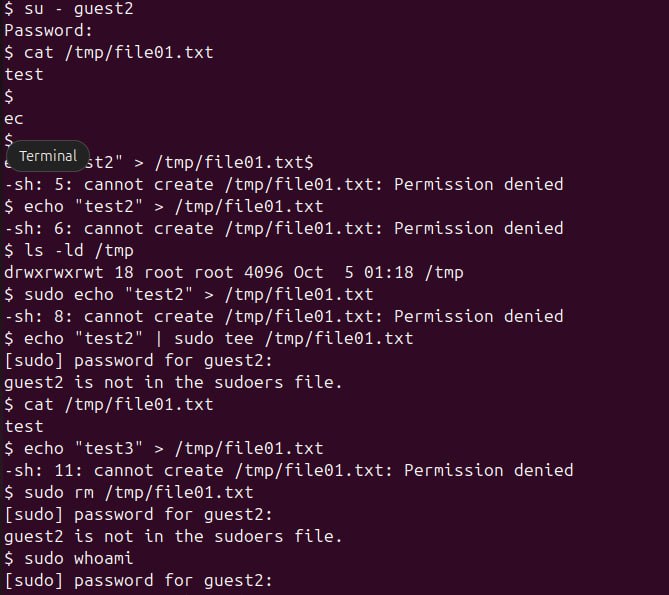 $ su - guest2
Password:
$ cat /tmp/file01.txt
test
$
ec
$
Terminal
st2" > /tmp/file01.txt$
-sh: 5: cannot create /tmp/file01.txt: Permission denied
$ echo "test2" > /tmp/file01.txt
-sh: 6: cannot create /tmp/file01.txt: Permission denied
$ ls -ld /tmp
drwxrwxrwt 18 root root 4096 Oct  5 01:18 /tmp
$ sudo echo "test2" > /tmp/file01.txt
-sh: 8: cannot create /tmp/file01.txt: Permission denied
$ echo "test2" | sudo tee /tmp/file01.txt
[sudo] password for guest2:
guest2 is not in the sudoers file.
$ cat /tmp/file01.txt
test
$ echo "test3" > /tmp/file01.txt
-sh: 11: cannot create /tmp/file01.txt: Permission denied
$ sudo rm /tmp/file01.txt
[sudo] password for guest2:
guest2 is not in the sudoers file.
$ sudo whoami
[sudo] password for guest2: